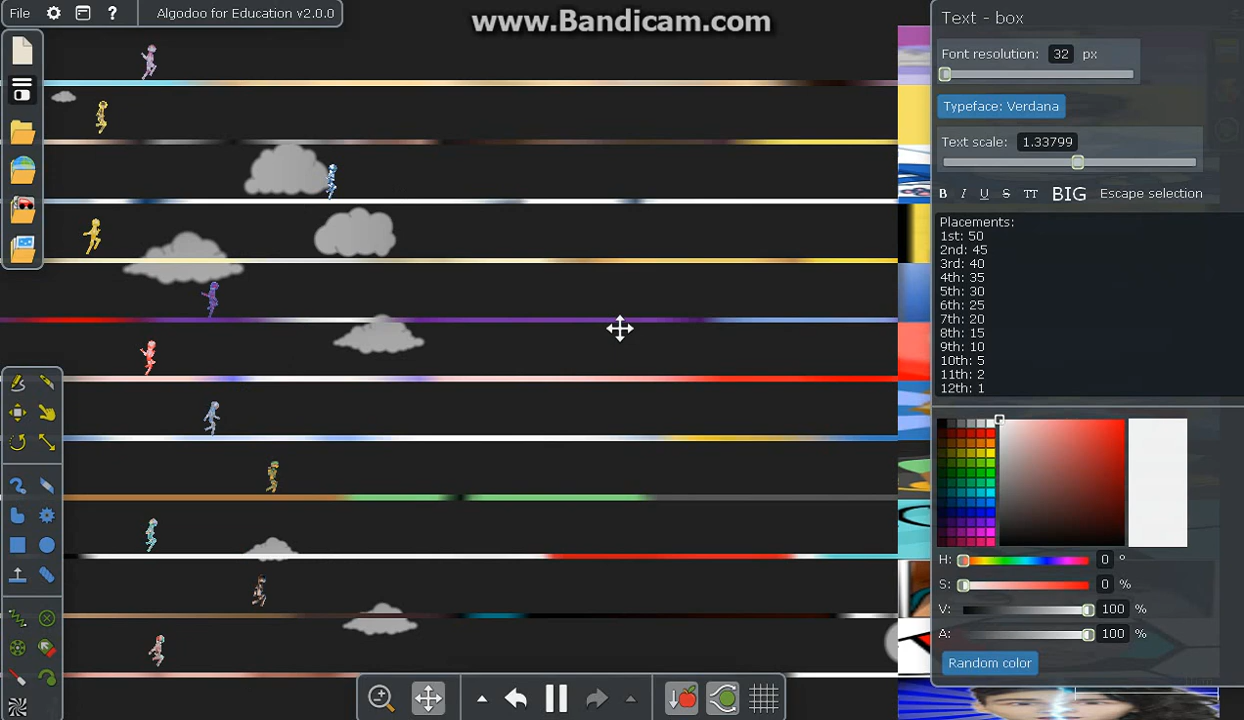 File
?
Algodoo for Education v2.0.0
www.Bandicam.com
Text - box
Font resolution: 32 px
Typeface: Verdana
Text scale: 1.33799
B I U S TT BIG Escape selection
Placements:
1st: 50
2nd: 45
3rd: 40
4th: 35
5th: 30
6th: 25
7th: 20
8th: 15
9th: 10
10th: 5
11th: 2
12th: 1
H: 0 °
S: 0 %
V: 100 %
A: 100 %
Random color